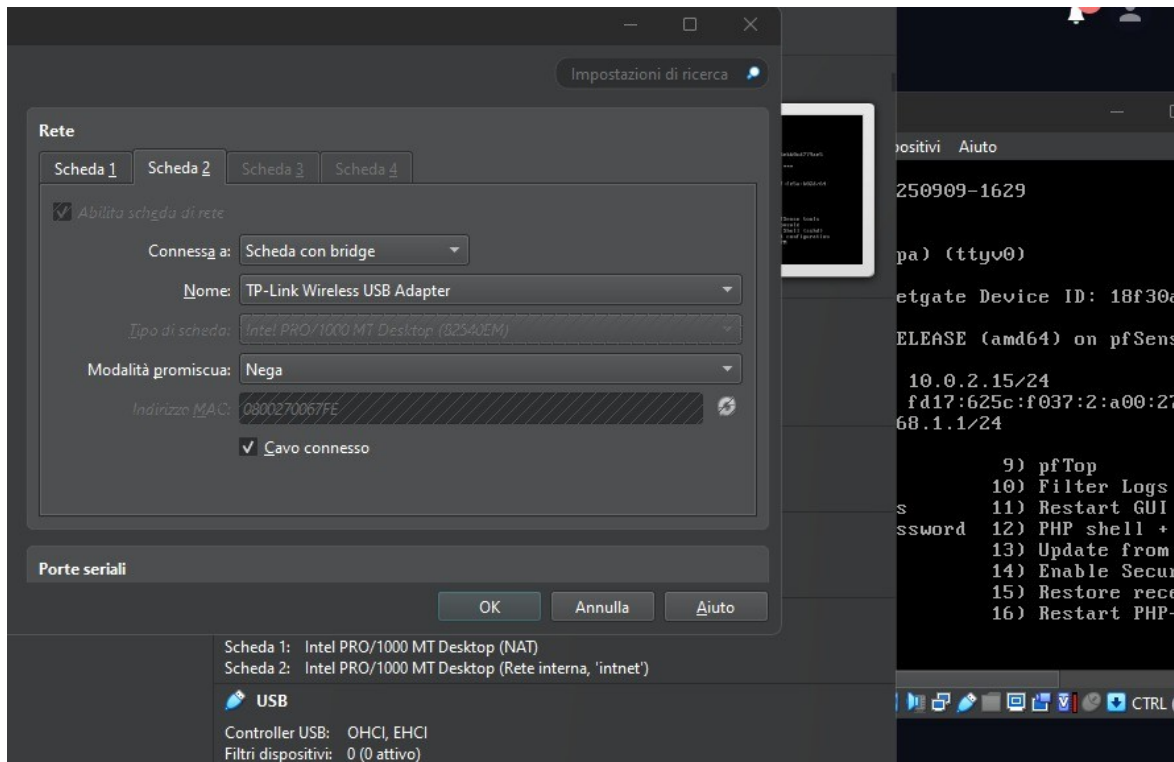 Impostazioni di ricerca
Rete
Scheda 1 Scheda 2 Scheda 3 Scheda 4
Abilita scheda di rete
Connessa a: Scheda con bridge
Nome: TP-Link Wireless USB Adapter
Tipo di scheda: Intel PRO/1000 MT Desktop (82540EM)
Modalità promiscua: Nega
Indirizzo MAC: 0800270067FE
Cavo connesso
Porte seriali
OK Annulla Aiuto
Scheda 1: Intel PRO/1000 MT Desktop (NAT)
Scheda 2: Intel PRO/1000 MT Desktop (Rete interna, 'intnet')
USB
Controller USB: OHCI, EHCI
Filtri dispositivi: 0 (0 attivo)
ositivi Aiuto
250909-1629
pa) (ttyv0)
etgate Device ID: 18f30a
ELEASE (amd64) on pfSens
10.0.2.15/24
fd17:625c:f037:2:a00:27
68.1.1/24
9) pfTop
10) Filter Logs
s 11) Restart GUI
ssword 12) PHP shell +
13) Update from
14) Enable Secur
15) Restore rece
16) Restart PHP-
CTRL